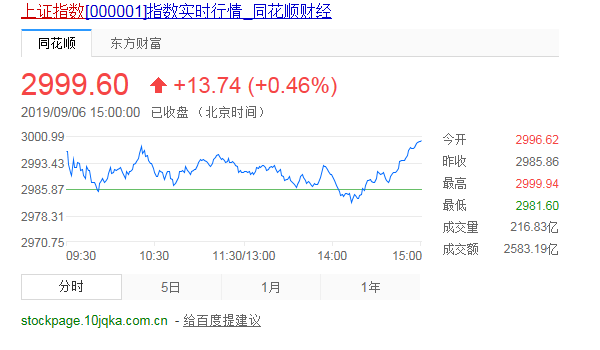 上证指数[000001]指数实时行情_同花顺财经
同花顺 东方财富
2999.60 +13.74 (+0.46%)
2019/09/06 15:00:00 已收盘 （北京时间）
3000.99
2993.43
2985.87
2978.31
2970.75
09:30 10:30 11:30/13:00 14:00 15:00
今开 2996.62
昨收 2985.86
最高 2999.94
最低 2981.60
成交量 216.83亿
成交额 2583.19亿
分时 5日 1月 1年
stockpage.10jqka.com.cn - 给百度提建议